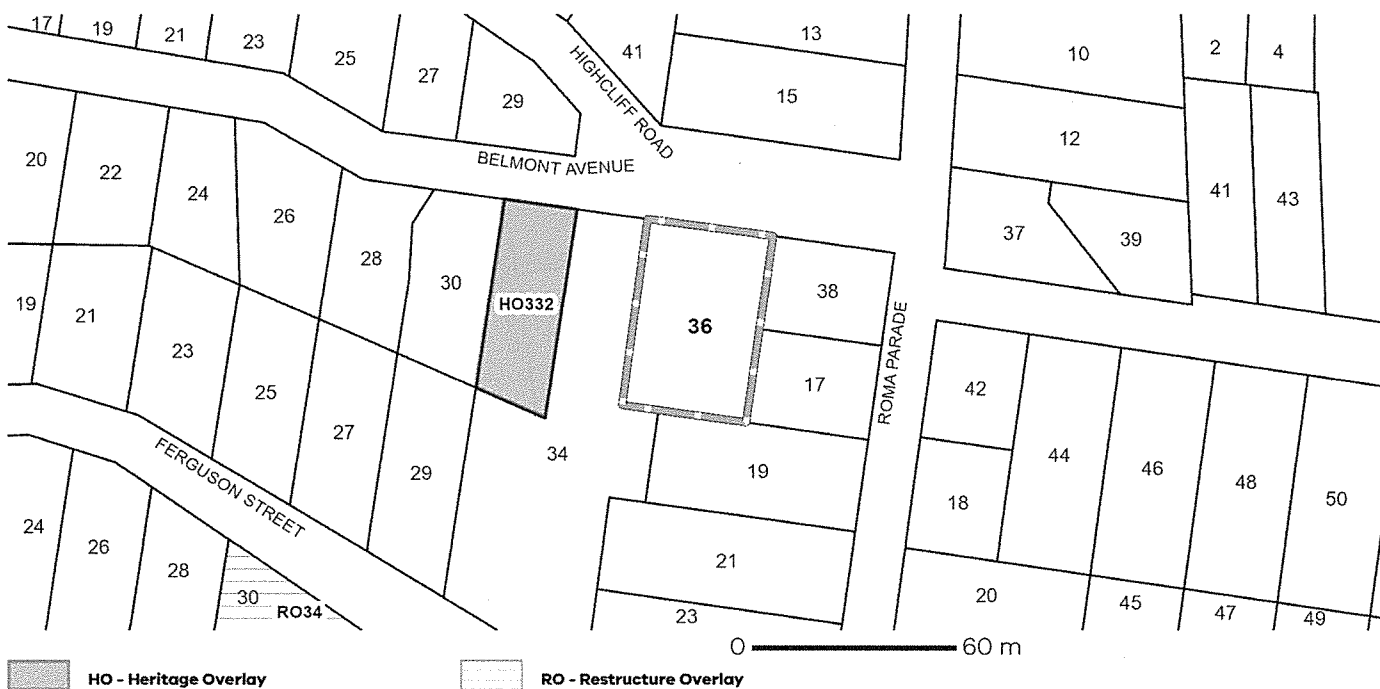 17 19 21 23 25 27 29 41 13 10 2 4
HIGHCLIFF ROAD
15 12
BELMONT AVENUE
20 22 24 26 28 30 41 43
37 39
HO332
38
36
19 21 23 25 27 29
17
ROMA PARADE
42 44 46 48 50
34
19
18
FERGUSON STREET
24 26 28 30
RO34
21
23
20 45 47 49
0 60 m
HO - Heritage Overlay RO - Restructure Overlay